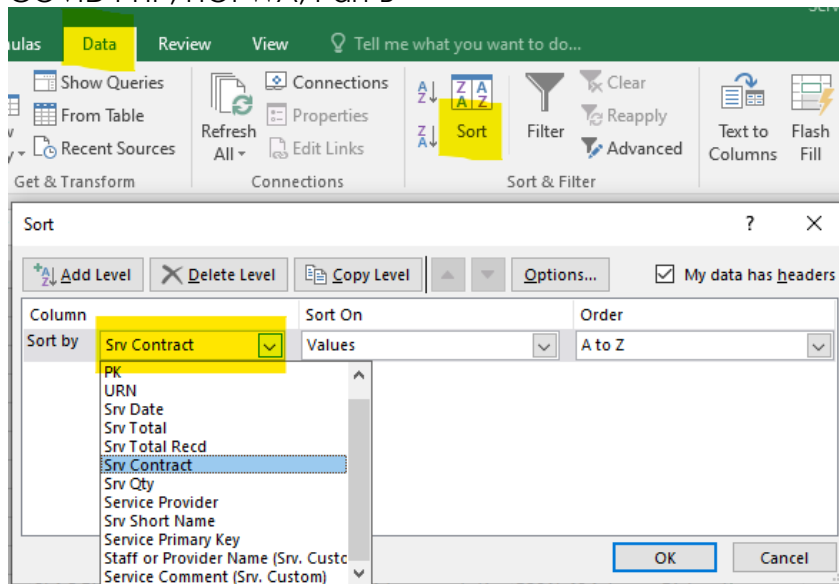 ulas Data Review View Tell me what you want to do...
Show Queries
From Table
Recent Sources
Get & Transform
Refresh
All
Connections
Properties
Edit Links
Connections
A Z
Z A
Z A
A Z
Sort
Filter
Clear
Reapply
Advanced
Sort & Filter
Text to
Columns
Flash
Fill
Sort ? X
Add Level Delete Level Copy Level Options... My data has headers
Column Sort On Order
Sort by Srv Contract Values A to Z
PK
URN
Srv Date
Srv Total
Srv Total Recd
Srv Contract
Srv Qty
Service Provider
Srv Short Name
Service Primary Key
Staff or Provider Name (Srv. Custo
Service Comment (Srv. Custom)
OK Cancel